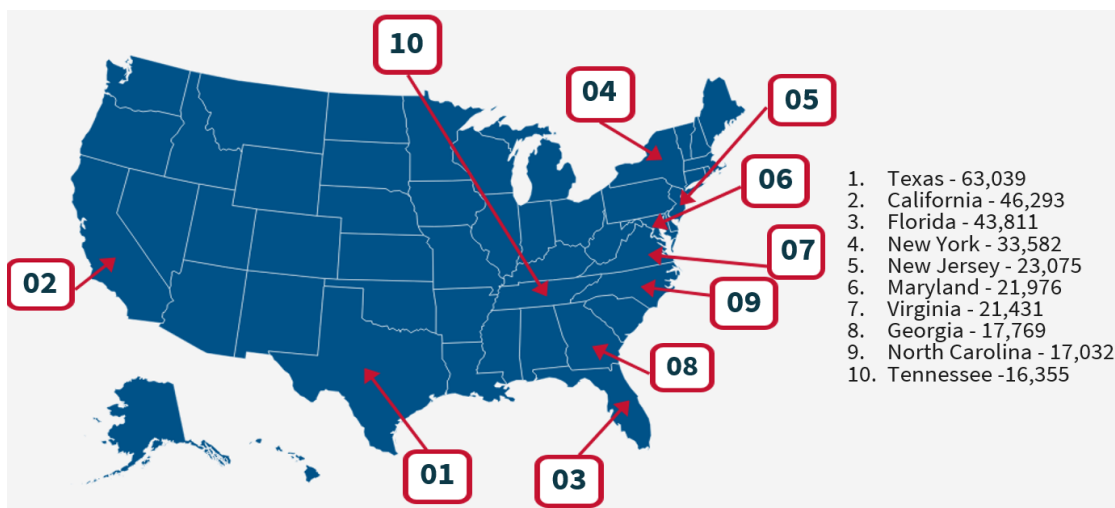 10
04
05
06
07
02
09
08
01
03
1. Texas - 63,039
2. California - 46,293
3. Florida - 43,811
4. New York - 33,582
5. New Jersey - 23,075
6. Maryland - 21,976
7. Virginia - 21,431
8. Georgia - 17,769
9. North Carolina - 17,032
10. Tennessee -16,355